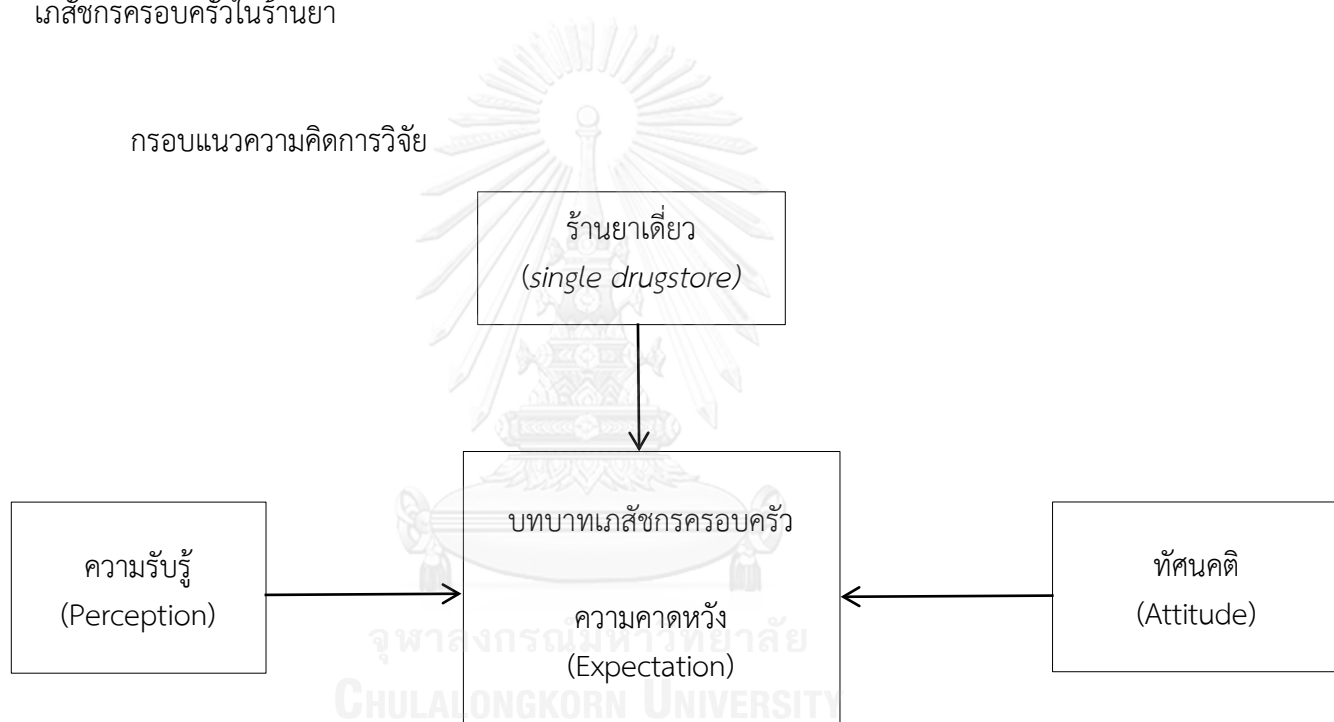 เภสัชกรครอบครัวในร้านยา
กรอบแนวความคิดการวิจัย
ร้านยาเดี่ยว
(single drugstore)
บทบาทเภสัชกรครอบครัว
ความคาดหวัง
(Expectation)
ความรับรู้
(Perception)
ทัศนคติ
(Attitude)
จุฬาลงกรณ์มหาวิทยาลัย
CHULALONGKORN UNIVERSITY